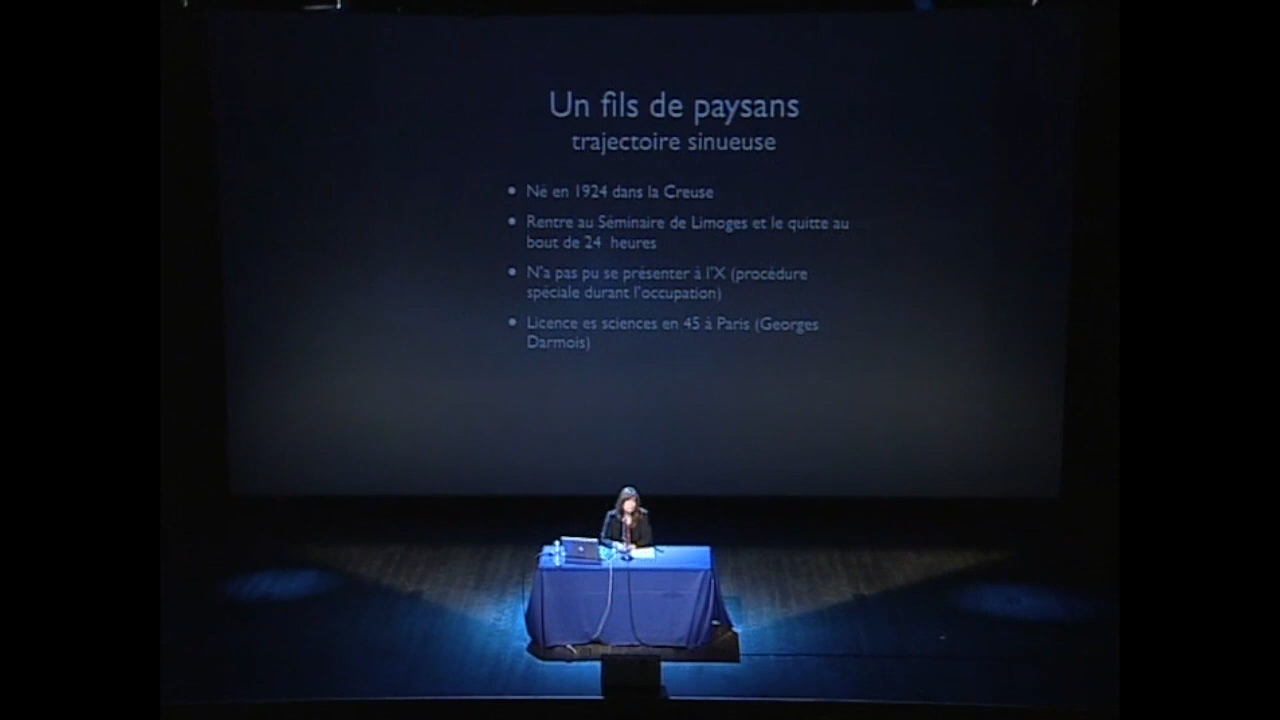 Un fils de paysans
trajectoire sinueuse
• Né en 1924 dans la Creuse
• Rentre au Séminaire de Limoges et le quitte au
bout de 24 heures
• N'a pas pu se présenter à l'X (procédure
spéciale durant l'occupation)
• Licence es sciences en 45 à Paris (Georges
Darmois)